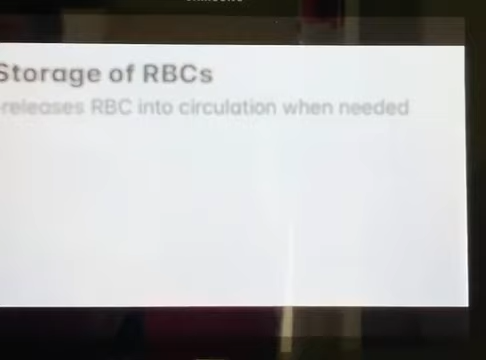 Storage of RBCs
-releases RBC into circulation when needed